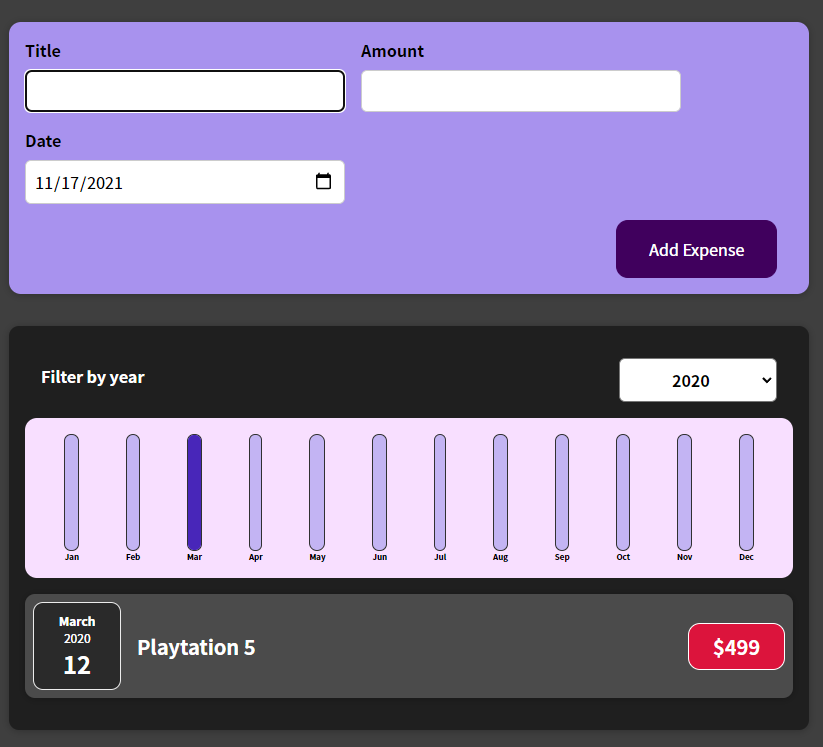 Title Amount
Date
11/17/2021
Add Expense
Filter by year 2020
Jan Feb Mar Apr May Jun Jul Aug Sep Oct Nov Dec
March
2020
12
Playtation 5
$499